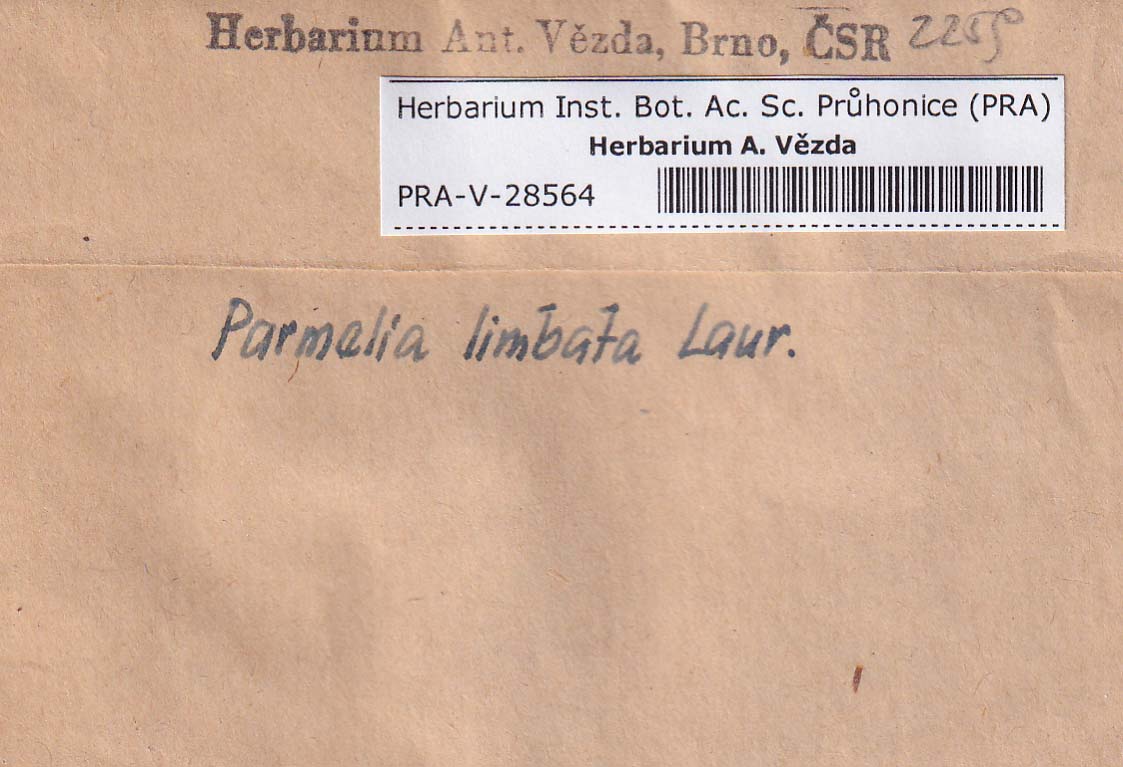 Herbarium Ant. Vězda, Brno, ČSR
Herbarium Inst. Bot. Ac. Sc. Průhonice (PRA)
Herbarium A. Vězda
PRA-V-28564
Parmelia limbata Laur.